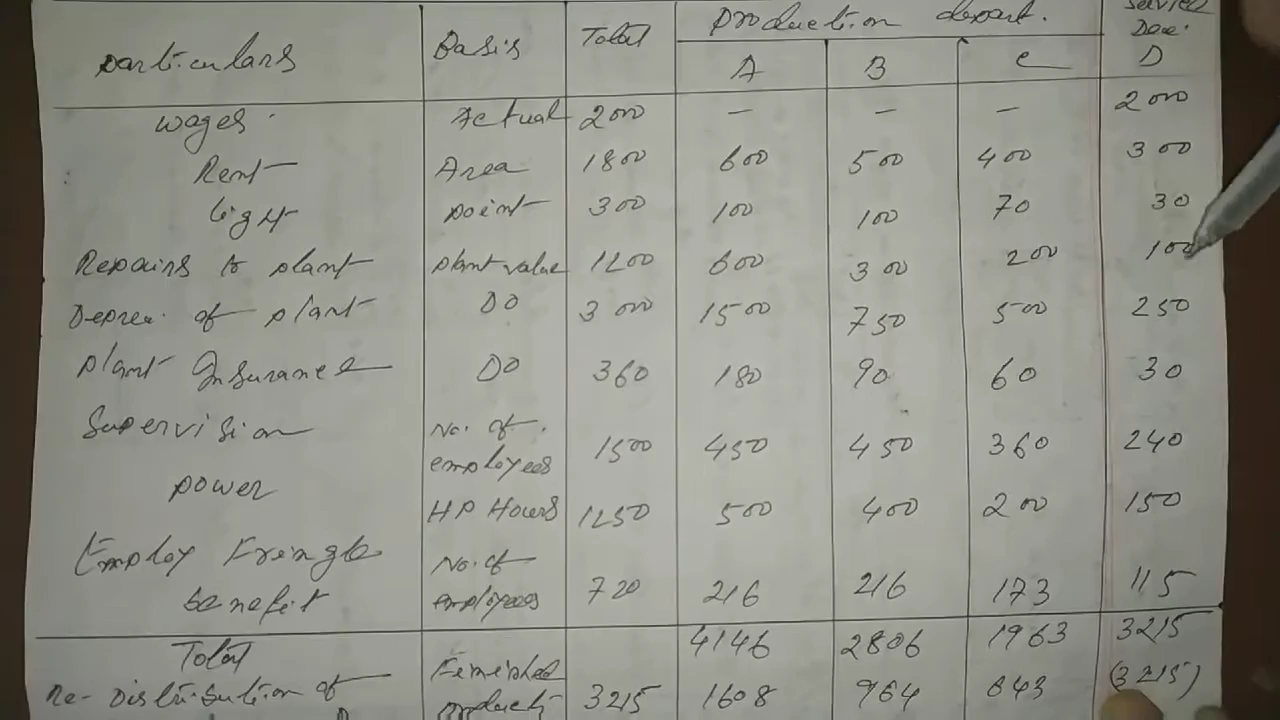 Particulars Basis Total Production depart. Service Dep.
A B C D
Wages. Actual 2000 — — — 2000
Rent Area 1800 600 500 400 300
Light Point 300 100 100 70 30
Repairs to plant Plant value 1200 600 300 200 100
Deprec. of plant DO 3000 1500 750 500 250
Plant Insurance DO 360 180 90 60 30
Supervision No. of employees 1500 450 450 360 240
Power HP Hours 1250 500 400 200 150
Employ Fringe benefit No. of employees 720 216 216 173 115
Total 4146 2806 1963 3215
Re-Distribution of 3215 1608 964 643 (3215)